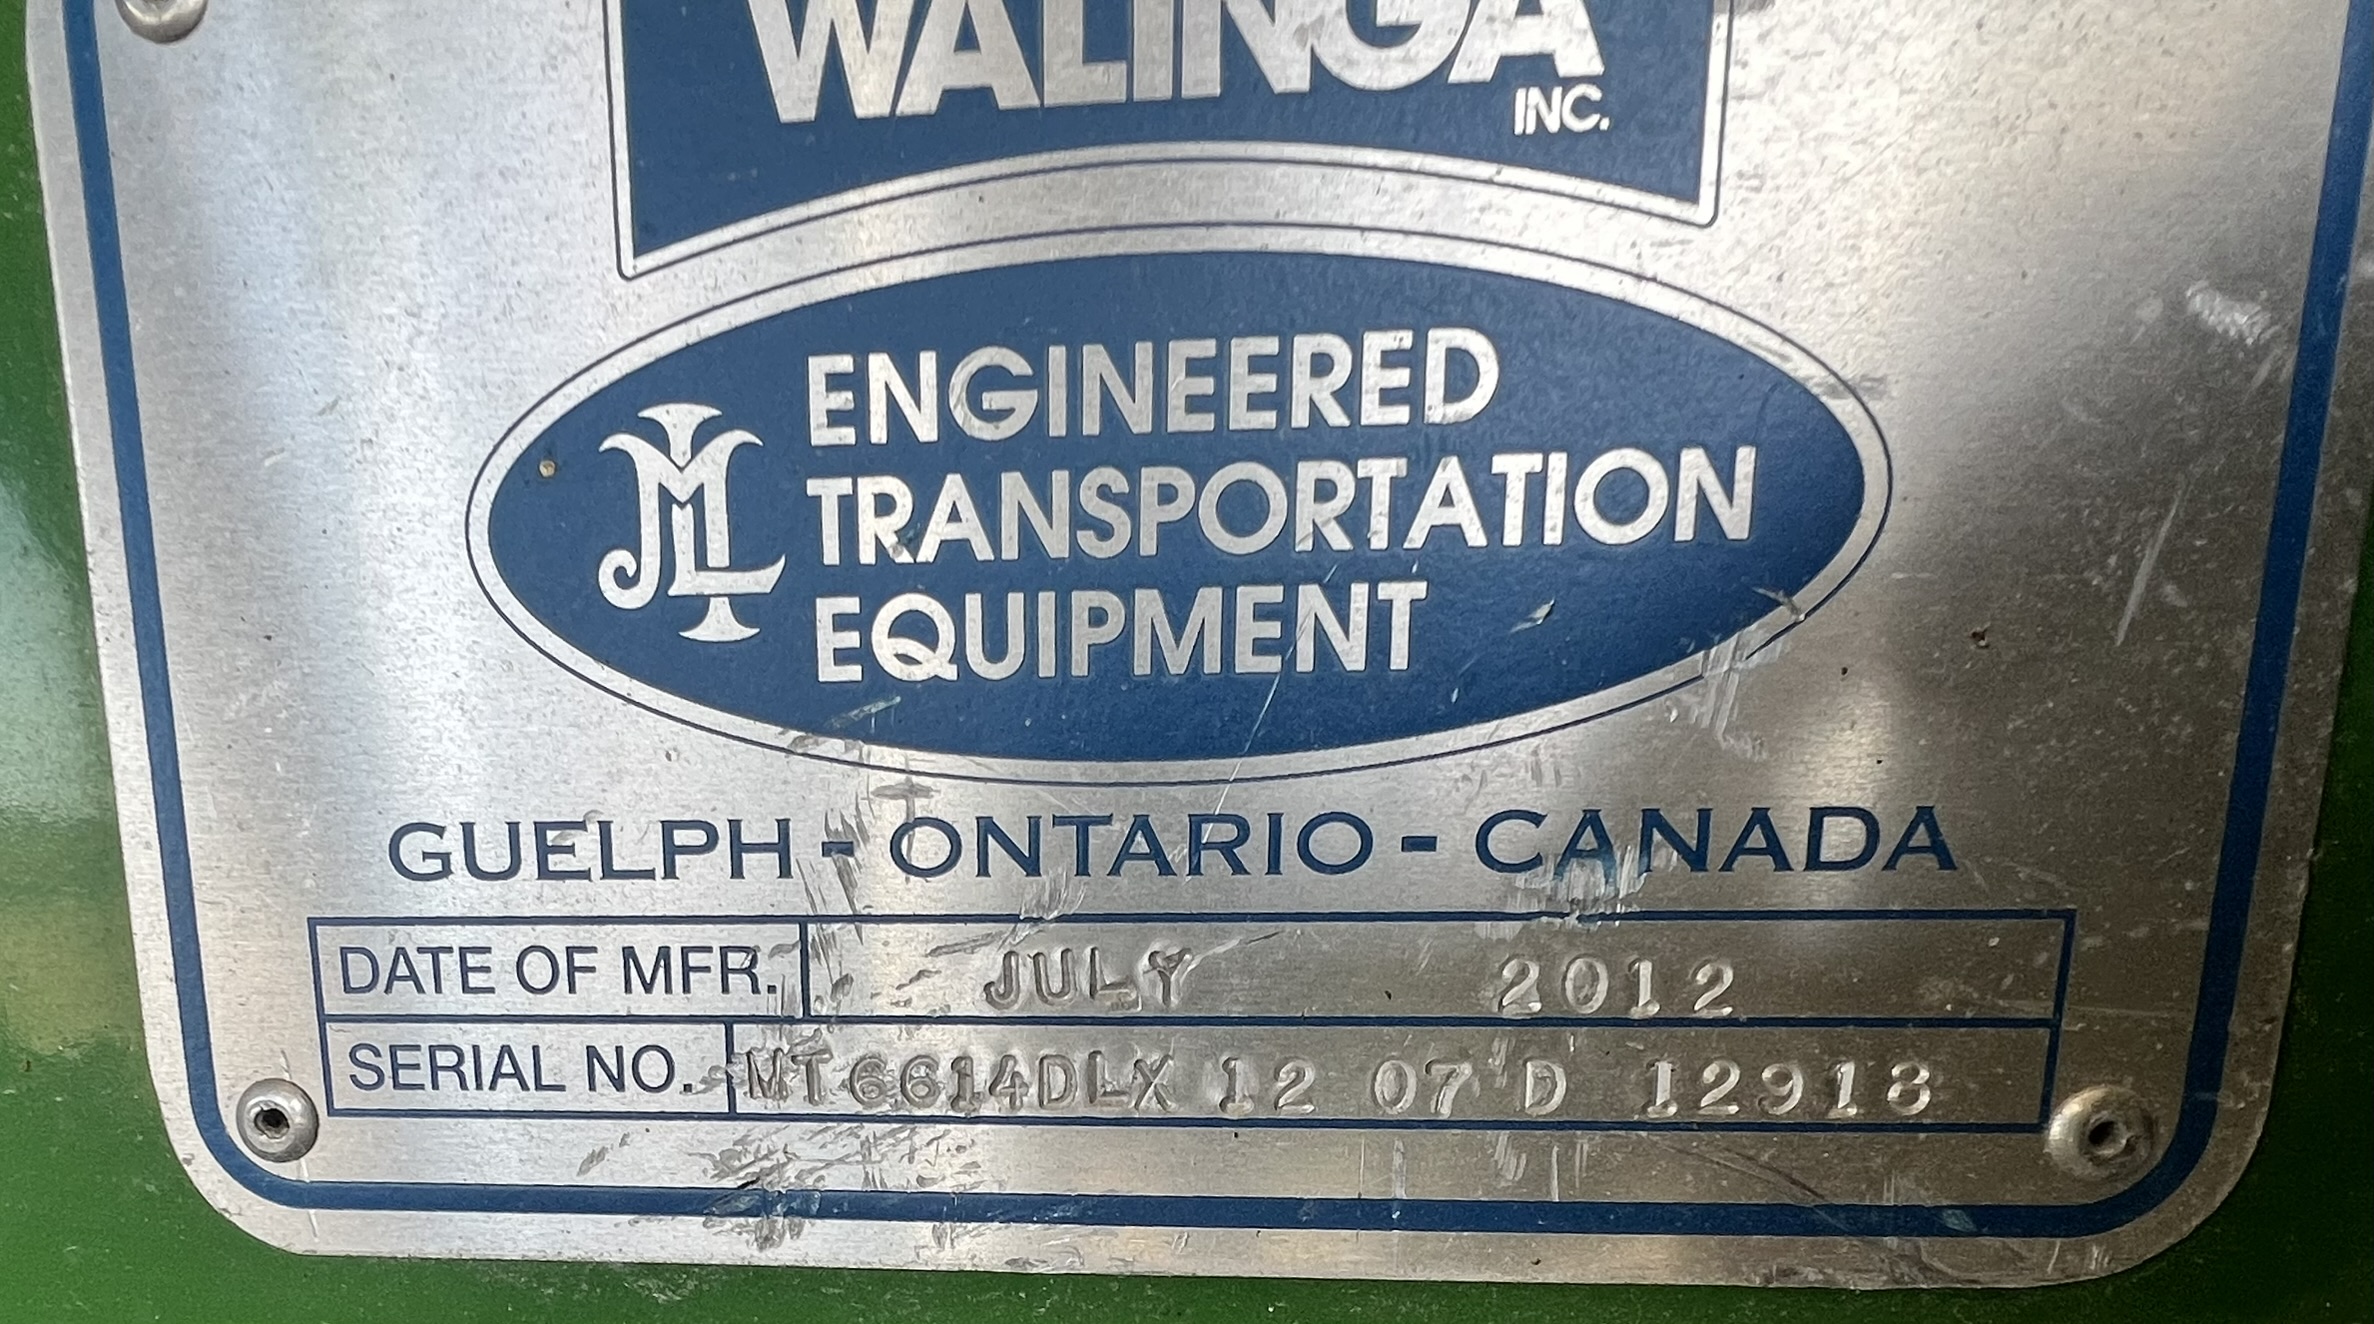 WALINGA
INC.
ENGINEERED
TRANSPORTATION
EQUIPMENT
GUELPH - ONTARIO - CANADA
DATE OF MFR. JULY 2012
SERIAL NO. MT6614DLX 12 07 D 12918